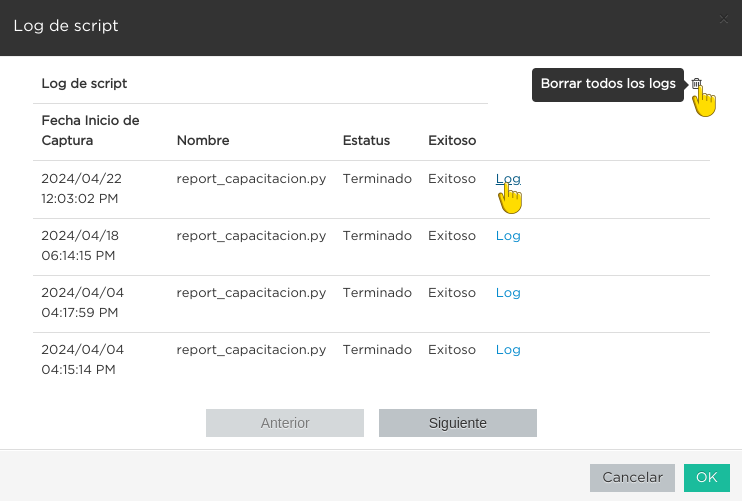 Log de script
×
Log de script
Borrar todos los logs
Fecha Inicio de
Captura Nombre Estatus Exitoso
2024/04/22 report_capacitacion.py Terminado Exitoso Log
12:03:02 PM
2024/04/18 report_capacitacion.py Terminado Exitoso Log
06:14:15 PM
2024/04/04 report_capacitacion.py Terminado Exitoso Log
04:17:59 PM
2024/04/04 report_capacitacion.py Terminado Exitoso Log
04:15:14 PM
Anterior Siguiente
Cancelar OK